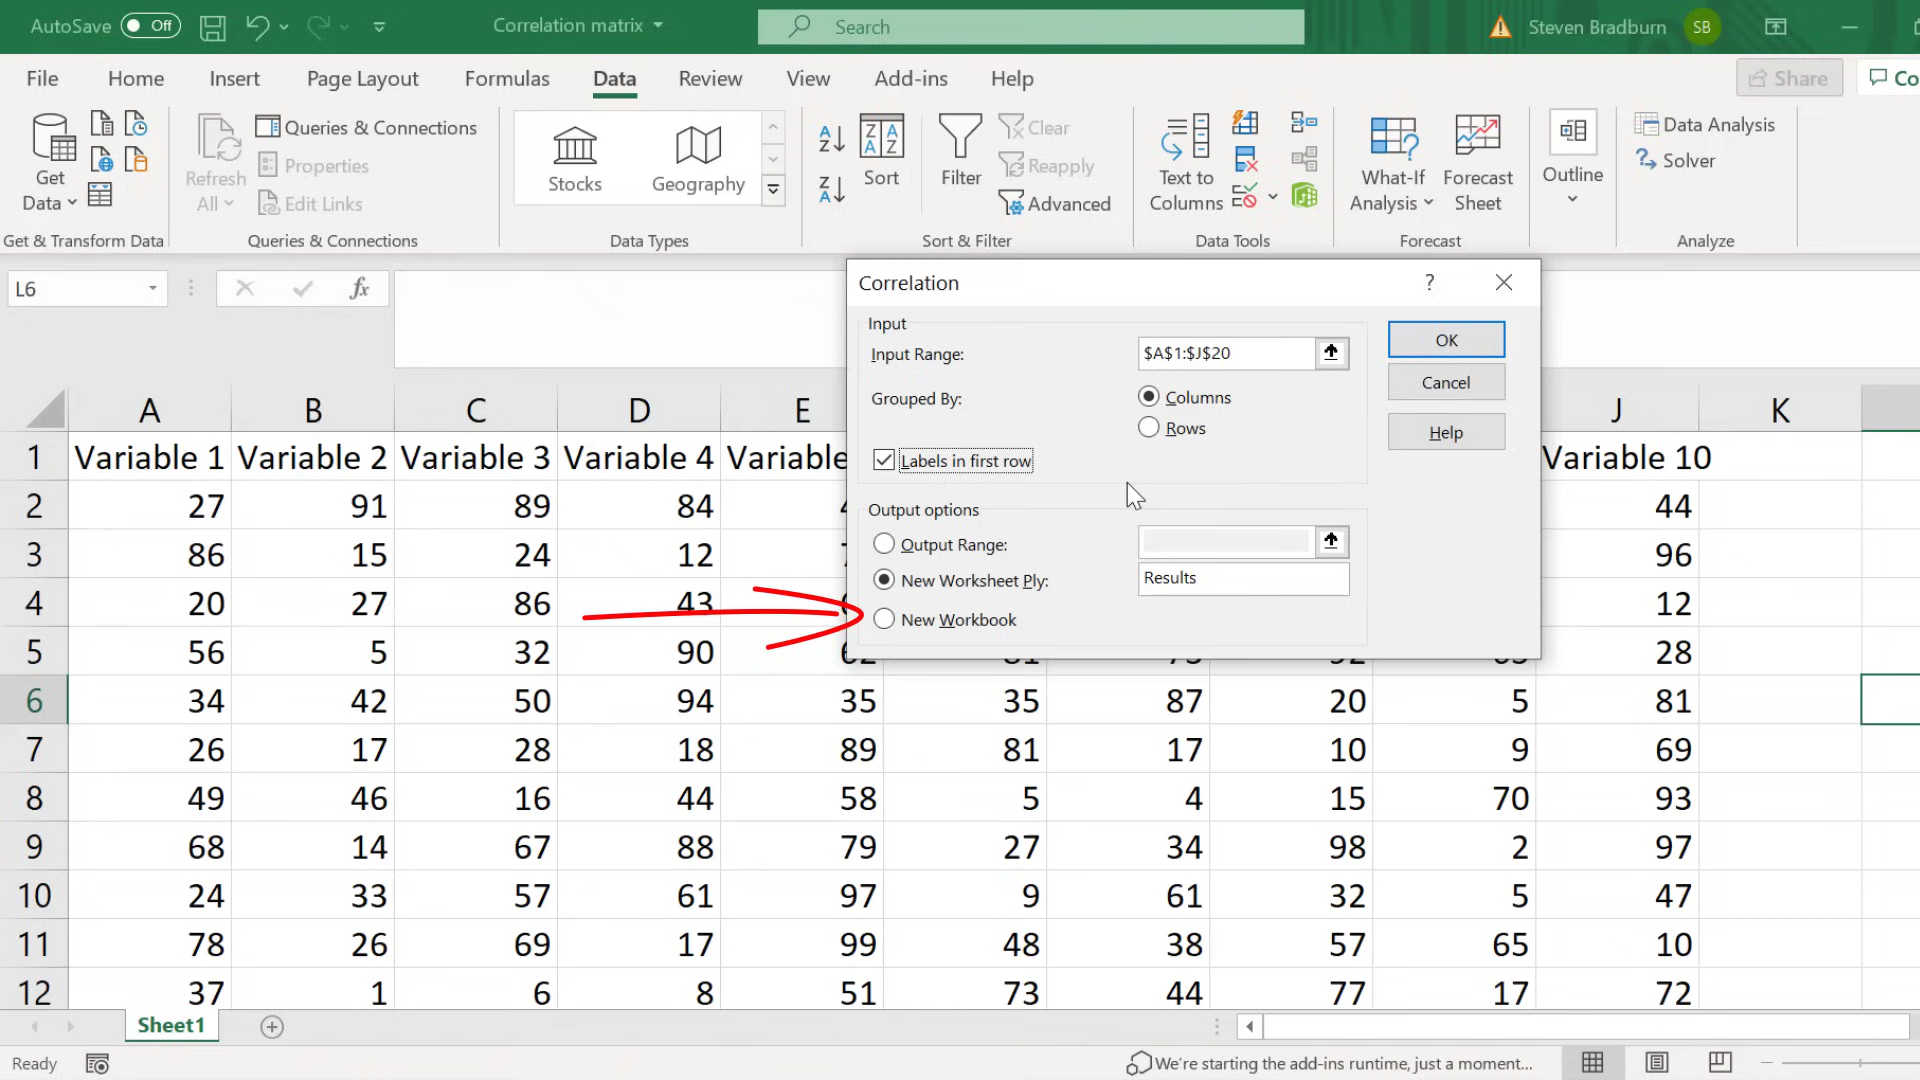 AutoSave Off Correlation matrix Search Steven Bradburn SB
File Home Insert Page Layout Formulas Data Review View Add-ins Help Share Co
Get Data
Refresh All
Queries & Connections
Properties
Edit Links
Stocks
Geography
Sort
Filter
Clear
Reapply
Advanced
Text to Columns
What-If Analysis
Forecast Sheet
Outline
Data Analysis
Solver
Get & Transform Data Queries & Connections Data Types Sort & Filter Data Tools Forecast Analyze
L6
fx
Correlation ?
Input
Input Range: $A$1:$J$20
Grouped By: Columns
Rows
Labels in first row
Output options
Output Range:
New Worksheet Ply: Results
New Workbook
OK
Cancel
Help
A B C D E J K
1 Variable 1 Variable 2 Variable 3 Variable 4 Variable Variable 10
2 27 91 89 84 44
3 86 15 24 12 96
4 20 27 86 43 12
5 56 5 32 90 28
6 34 42 50 94 35 35 87 20 5 81
7 26 17 28 18 89 81 17 10 9 69
8 49 46 16 44 58 5 4 15 70 93
9 68 14 67 88 79 27 34 98 2 97
10 24 33 57 61 97 9 61 32 5 47
11 78 26 69 17 99 48 38 57 65 10
12 37 1 6 8 51 73 44 77 17 72
Sheet1
Ready We're starting the add-ins runtime, just a moment...